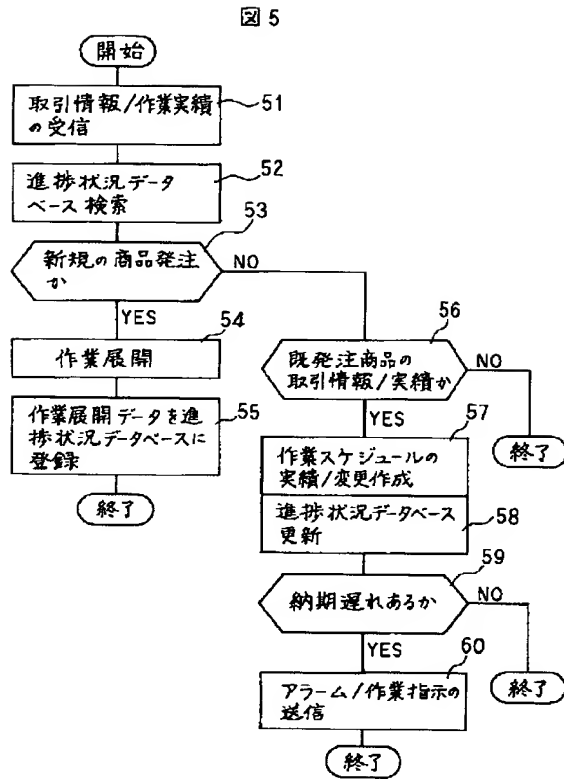 図5
開始
取引情報/作業実績
の受信
51
進捗状況データ
ベース検索
52
新規の商品発注
か
53
NO
YES
作業展開
54
作業展開データを進
捗状況データベースに
登録
55
終了
既発注商品の
取引情報/実績か
56
NO
終了
YES
作業スケジュールの
実績/変更作成
57
進捗状況データベース
更新
58
納期遅れあるか
59
NO
終了
YES
アラーム/作業指示の
送信
60
終了